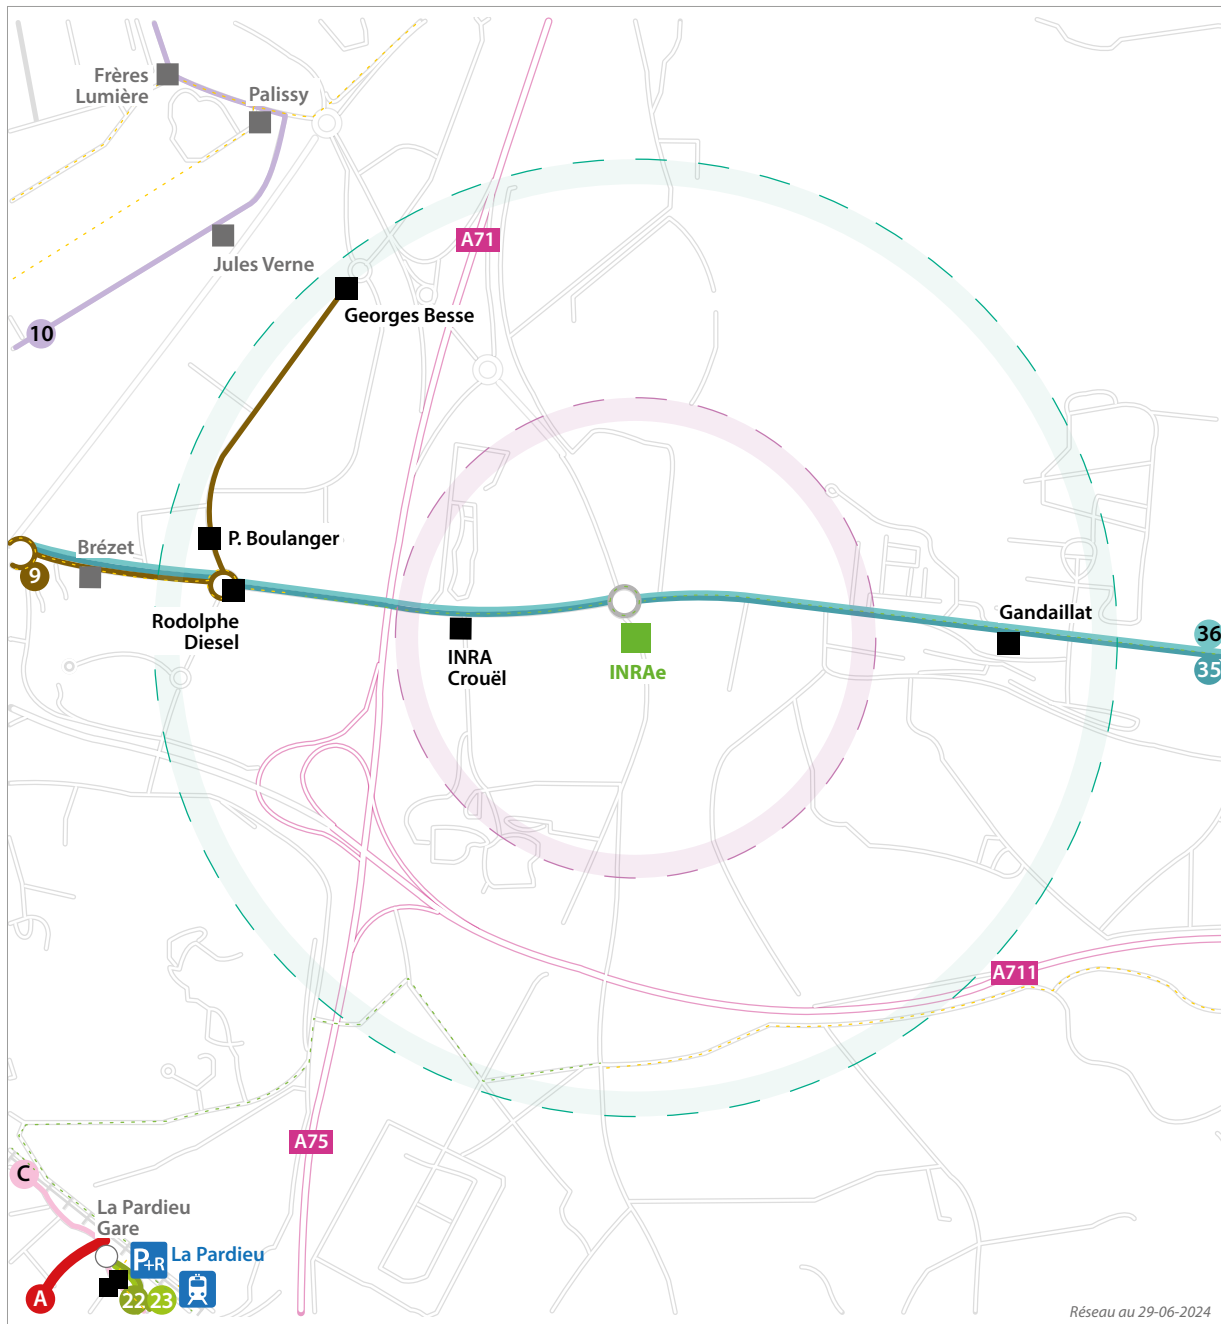 Frères
Lumière
Palissy
A71
Jules Verne
Georges Besse
10
P. Boulanger
Brézet
9
Rodolphe
Diesel
INRA
Crouël
INRAe
Gandaillat
36
35
A711
A75
C
La Pardieu
Gare
P+R
La Pardieu
A
22
23
Réseau au 29-06-2024